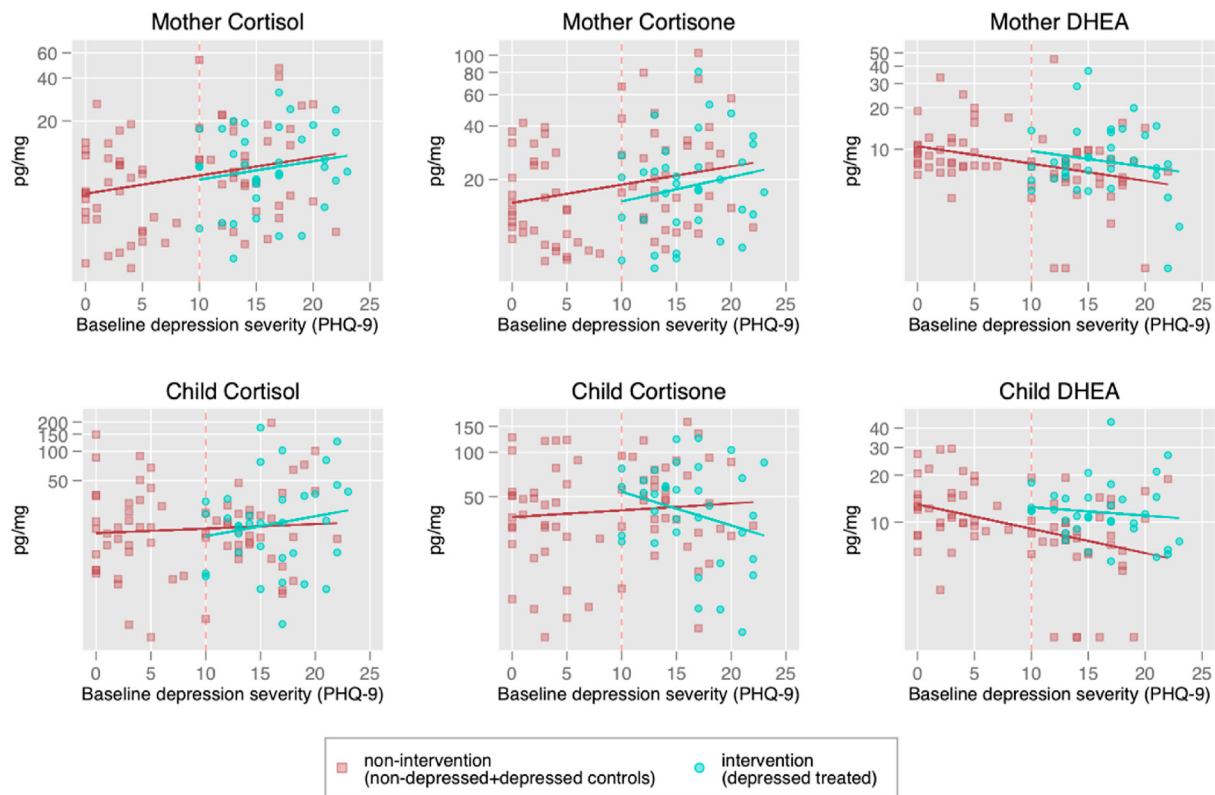 Mother Cortisol
60
40
20
pg/mg
0 5 10 15 20 25
Baseline depression severity (PHQ-9)
Mother Cortisone
100
80
60
40
20
pg/mg
0 5 10 15 20 25
Baseline depression severity (PHQ-9)
Mother DHEA
50
40
30
20
10
pg/mg
0 5 10 15 20 25
Baseline depression severity (PHQ-9)
Child Cortisol
200
150
100
50
pg/mg
0 5 10 15 20 25
Baseline depression severity (PHQ-9)
Child Cortisone
150
100
50
pg/mg
0 5 10 15 20 25
Baseline depression severity (PHQ-9)
Child DHEA
40
30
20
10
pg/mg
0 5 10 15 20 25
Baseline depression severity (PHQ-9)
non-intervention
(non-depressed+depressed controls)
intervention
(depressed treated)